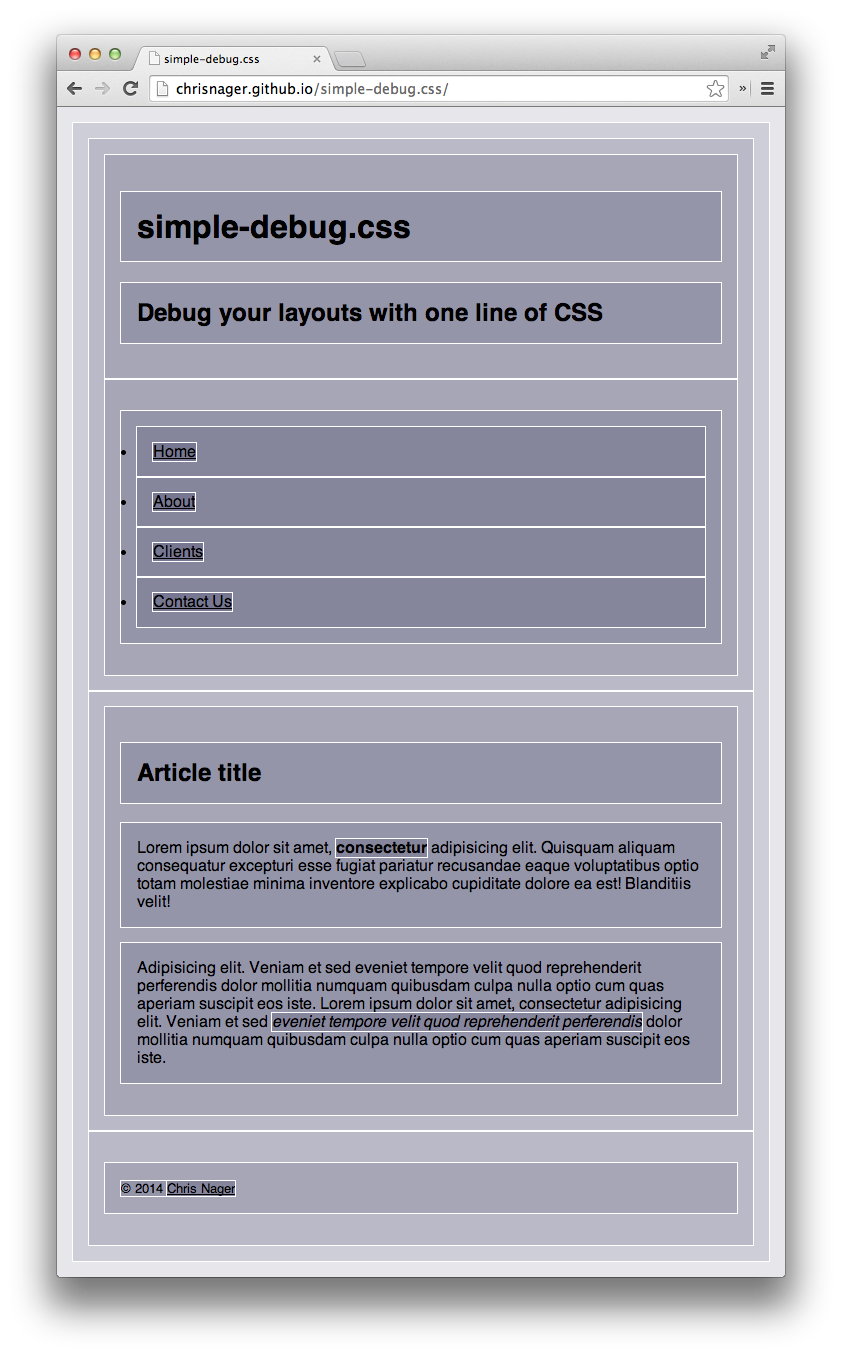 simple-debug.css
chrisnager.github.io/simple-debug.css/
simple-debug.css
Debug your layouts with one line of CSS
Home
About
Clients
Contact Us
Article title
Lorem ipsum dolor sit amet, consectetur adipisicing elit. Quisquam aliquam
consequatur excepturi esse fugiat pariatur recusandae eaque voluptatibus optio
totam molestiae minima inventore explicabo cupiditate dolore ea est! Blanditiis
velit!
Adipisicing elit. Veniam et sed eveniet tempore velit quod reprehenderit
perferendis dolor mollitia numquam quibusdam culpa nulla optio cum quas
aperiam suscipit eos iste. Lorem ipsum dolor sit amet, consectetur adipisicing
elit. Veniam et sed eveniet tempore velit quod reprehenderit perferendis dolor
mollitia numquam quibusdam culpa nulla optio cum quas aperiam suscipit eos
iste.
© 2014 Chris Nager